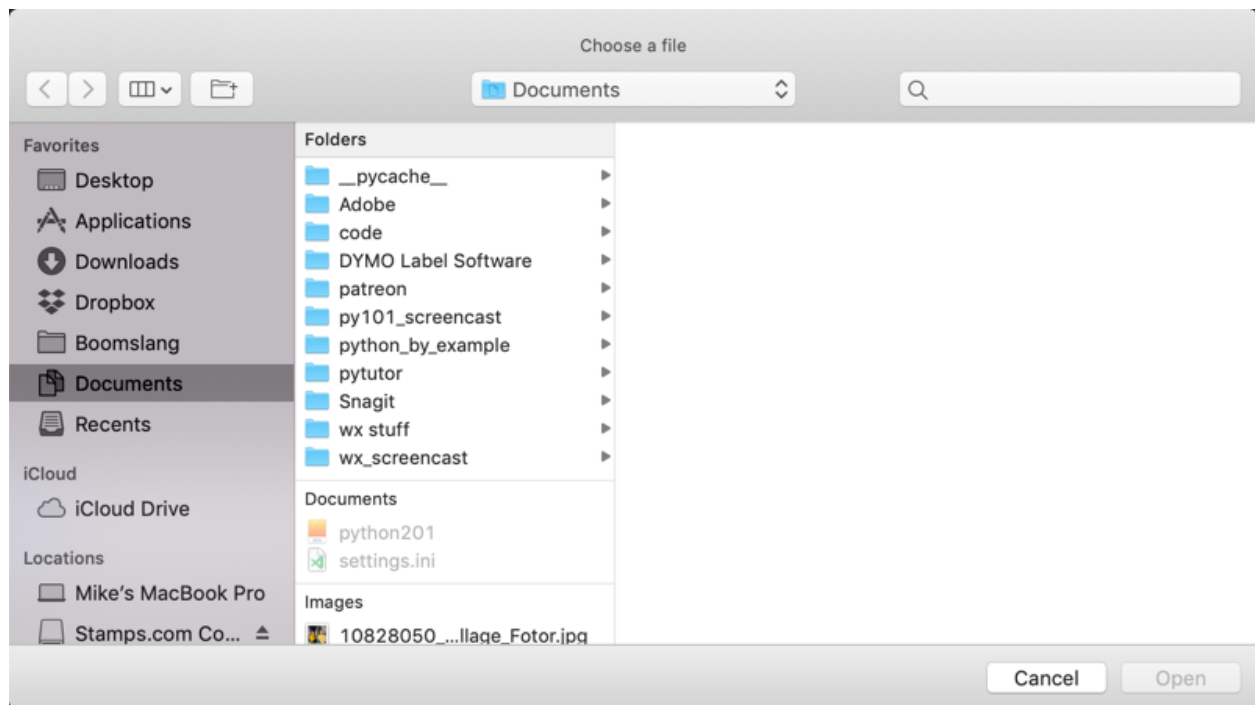 Choose a file
Documents
Favorites
Desktop
Applications
Downloads
Dropbox
Boomslang
Documents
Recents
iCloud
iCloud Drive
Locations
Mike's MacBook Pro
Stamps.com Co...
Folders
__pycache__
Adobe
code
DYMO Label Software
patreon
py101_screencast
python_by_example
pytutor
Snagit
wx stuff
wx_screencast
Documents
python201
settings.ini
Images
10828050_...llage_Fotor.jpg
Cancel
Open